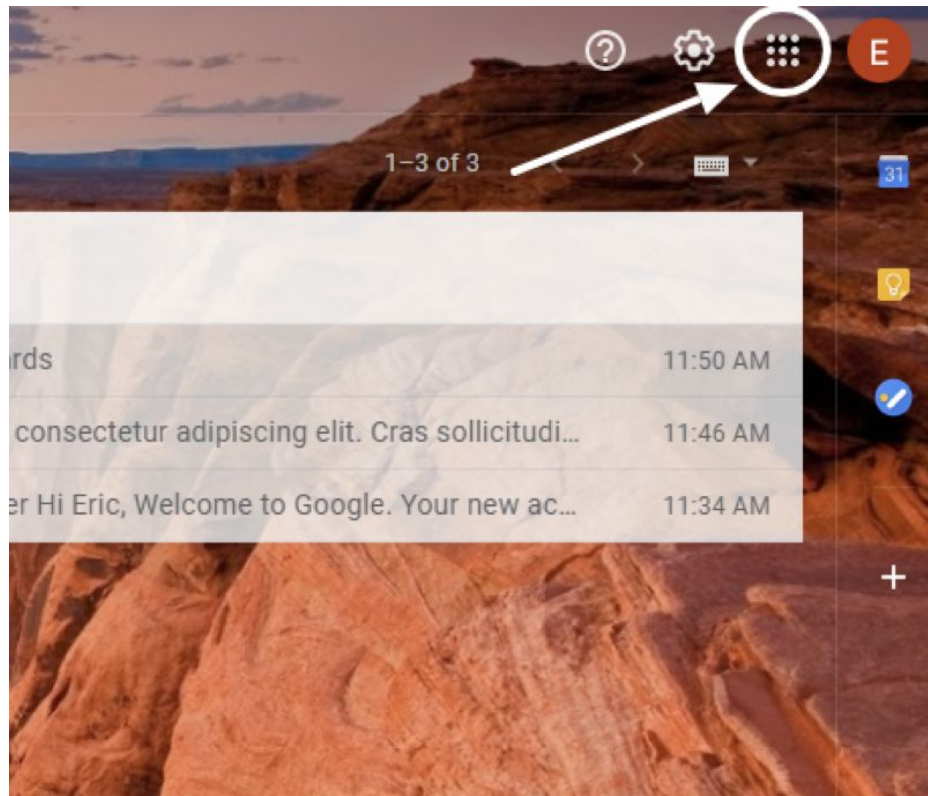 E
1–3 of 3
31
rds
11:50 AM
consectetur adipiscing elit. Cras sollicitudi...
11:46 AM
er Hi Eric, Welcome to Google. Your new ac...
11:34 AM